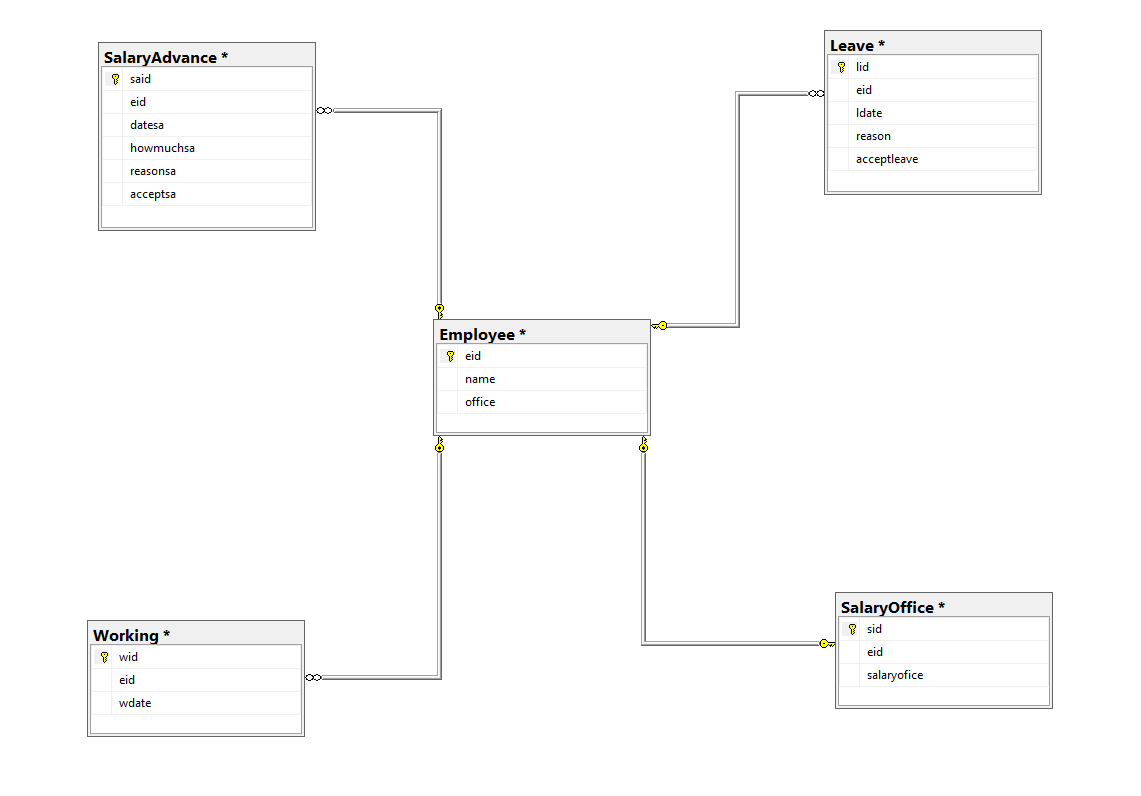 SalaryAdvance *
said
eid
datesa
howmuchsa
reasonsa
acceptsa
Leave *
lid
eid
ldate
reason
acceptleave
Employee *
eid
name
office
Working *
wid
eid
wdate
SalaryOffice *
sid
eid
salaryofice